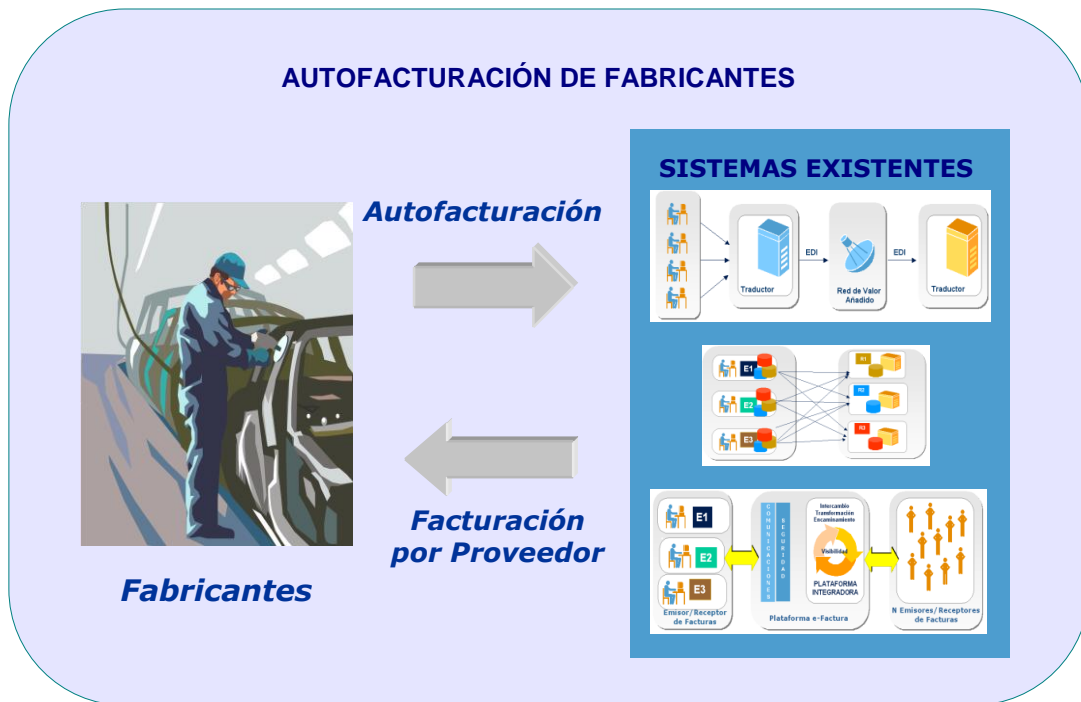 AUTOFACTURACIÓN DE FABRICANTES
SISTEMAS EXISTENTES
Autofacturación
Traductor
EDI
Red de Valor
Añadido
EDI
Traductor
E1
E2
E3
R1
R2
R3
Facturación
por Proveedor
Fabricantes
E1
E2
E3
Emisor/Receptor
de Facturas
COMUNICACIONES
SEGURIDAD
Intercambio
Transformación
Encaminamiento
Visibilidad
PLATAFORMA
INTEGRADORA
Plataforma e-Factura
N Emisores/Receptores
de Facturas